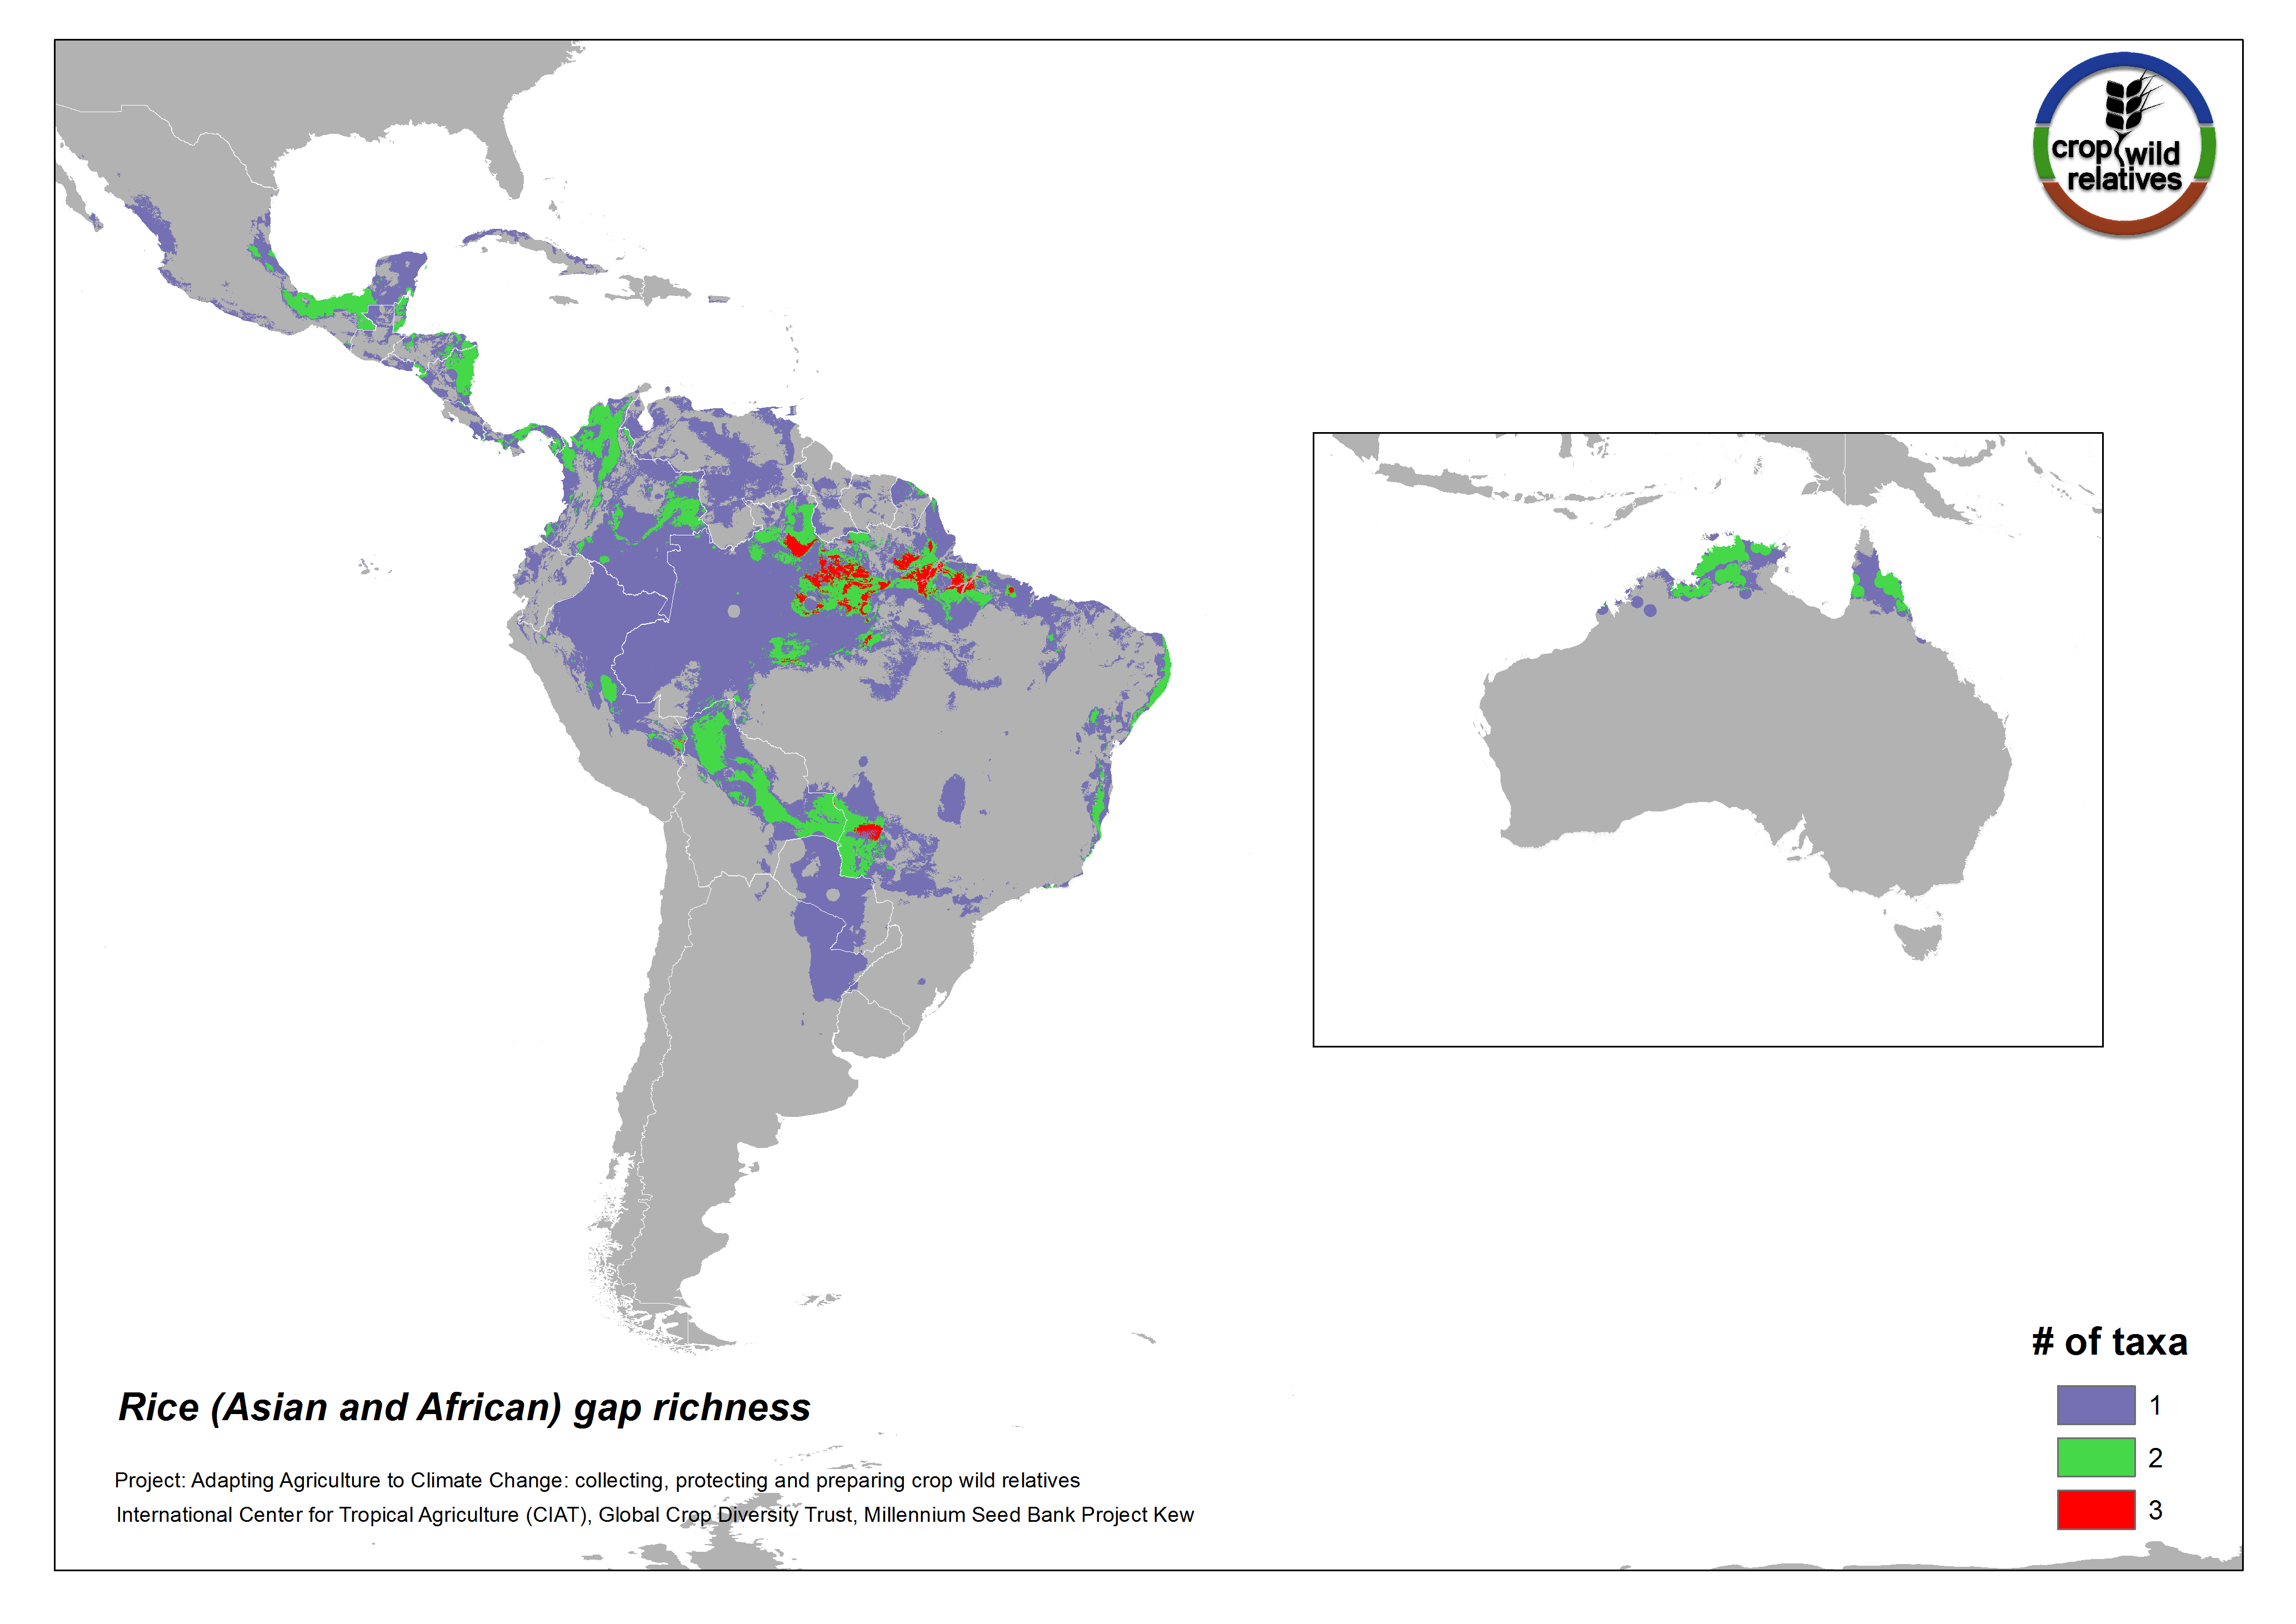 crop wild
relatives
# of taxa
1
2
3
Rice (Asian and African) gap richness
Project: Adapting Agriculture to Climate Change: collecting, protecting and preparing crop wild relatives
International Center for Tropical Agriculture (CIAT), Global Crop Diversity Trust, Millennium Seed Bank Project Kew